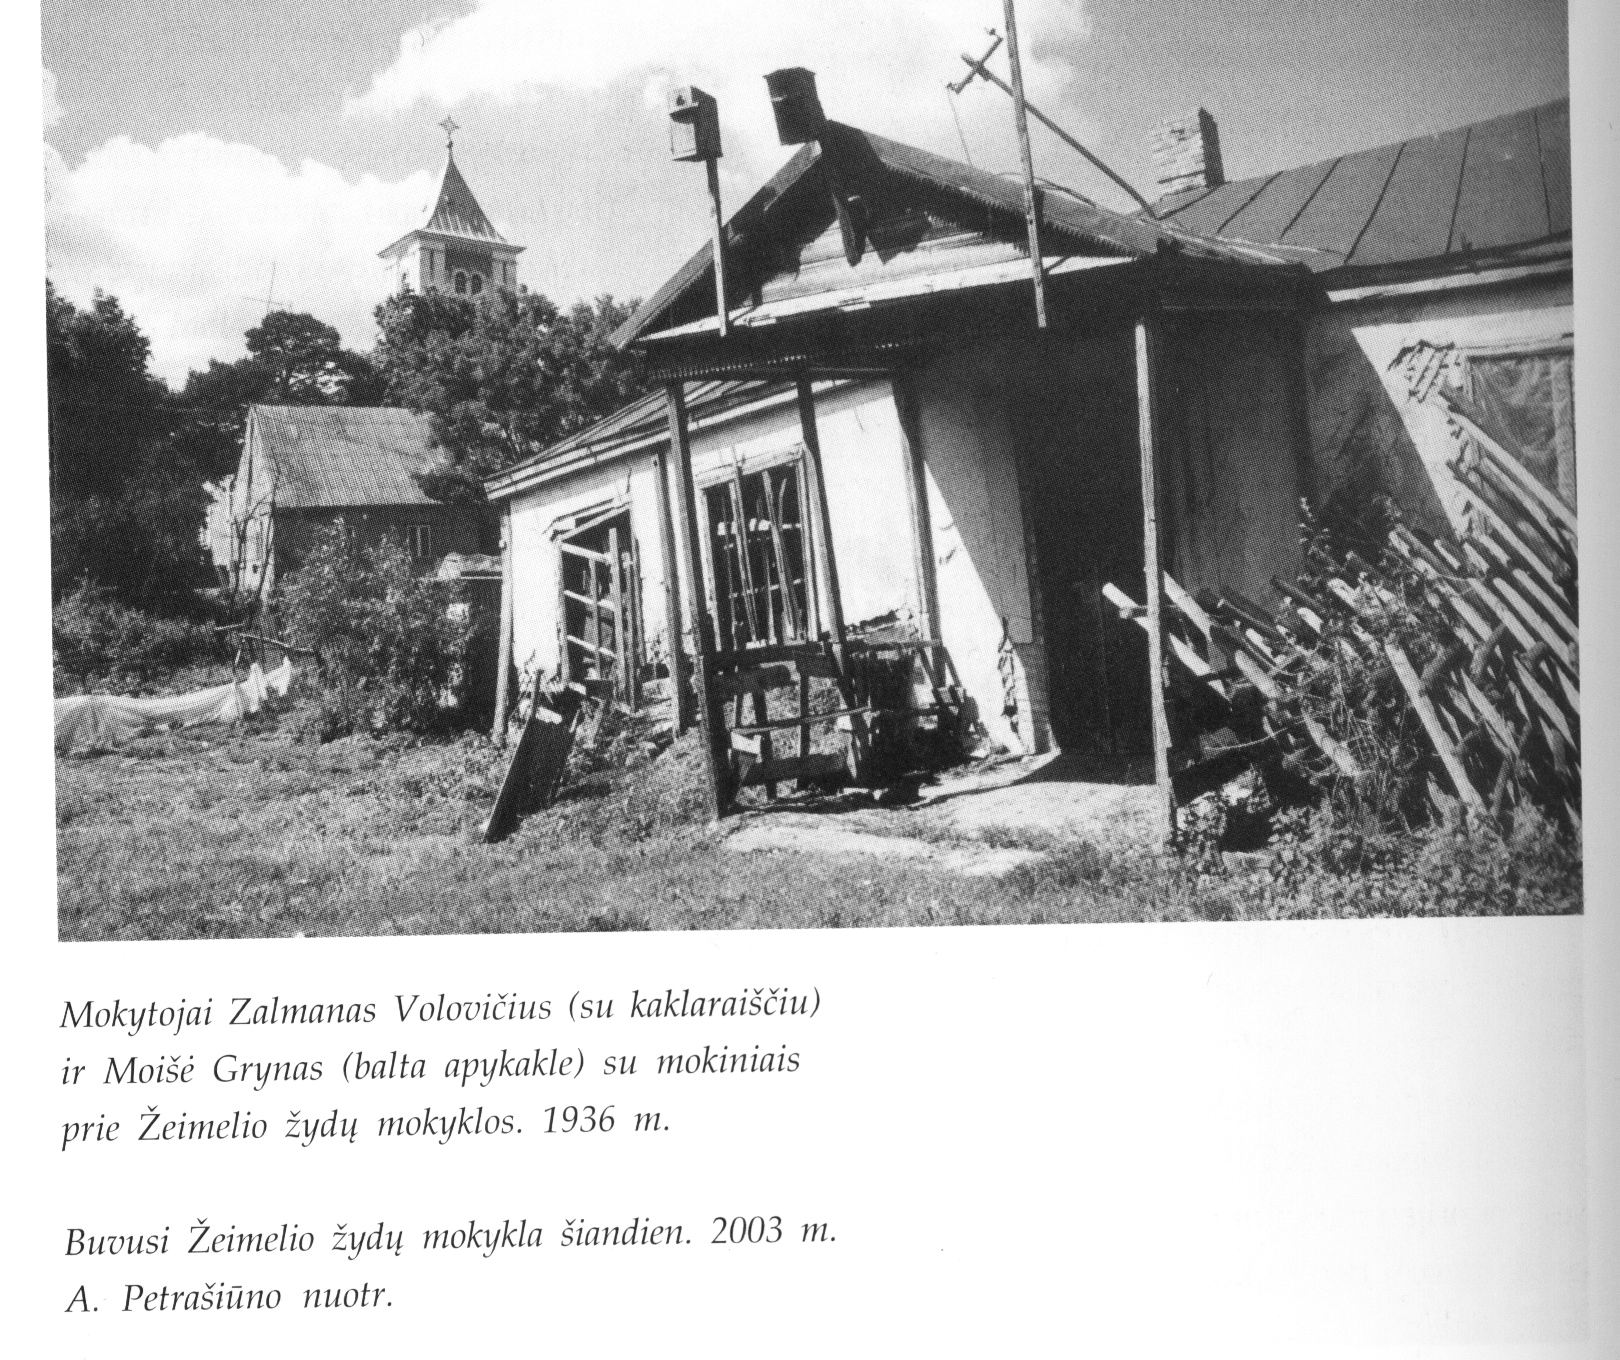 Mokytojai Zalmanas Volovičius (su kaklaraiščiu)
ir Moišė Grynas (balta apykakle) su mokiniais
prie Žeimelio žydų mokyklos. 1936 m.
Buvusi Žeimelio žydų mokykla šiandien. 2003 m.
A. Petrašiūno nuotr.